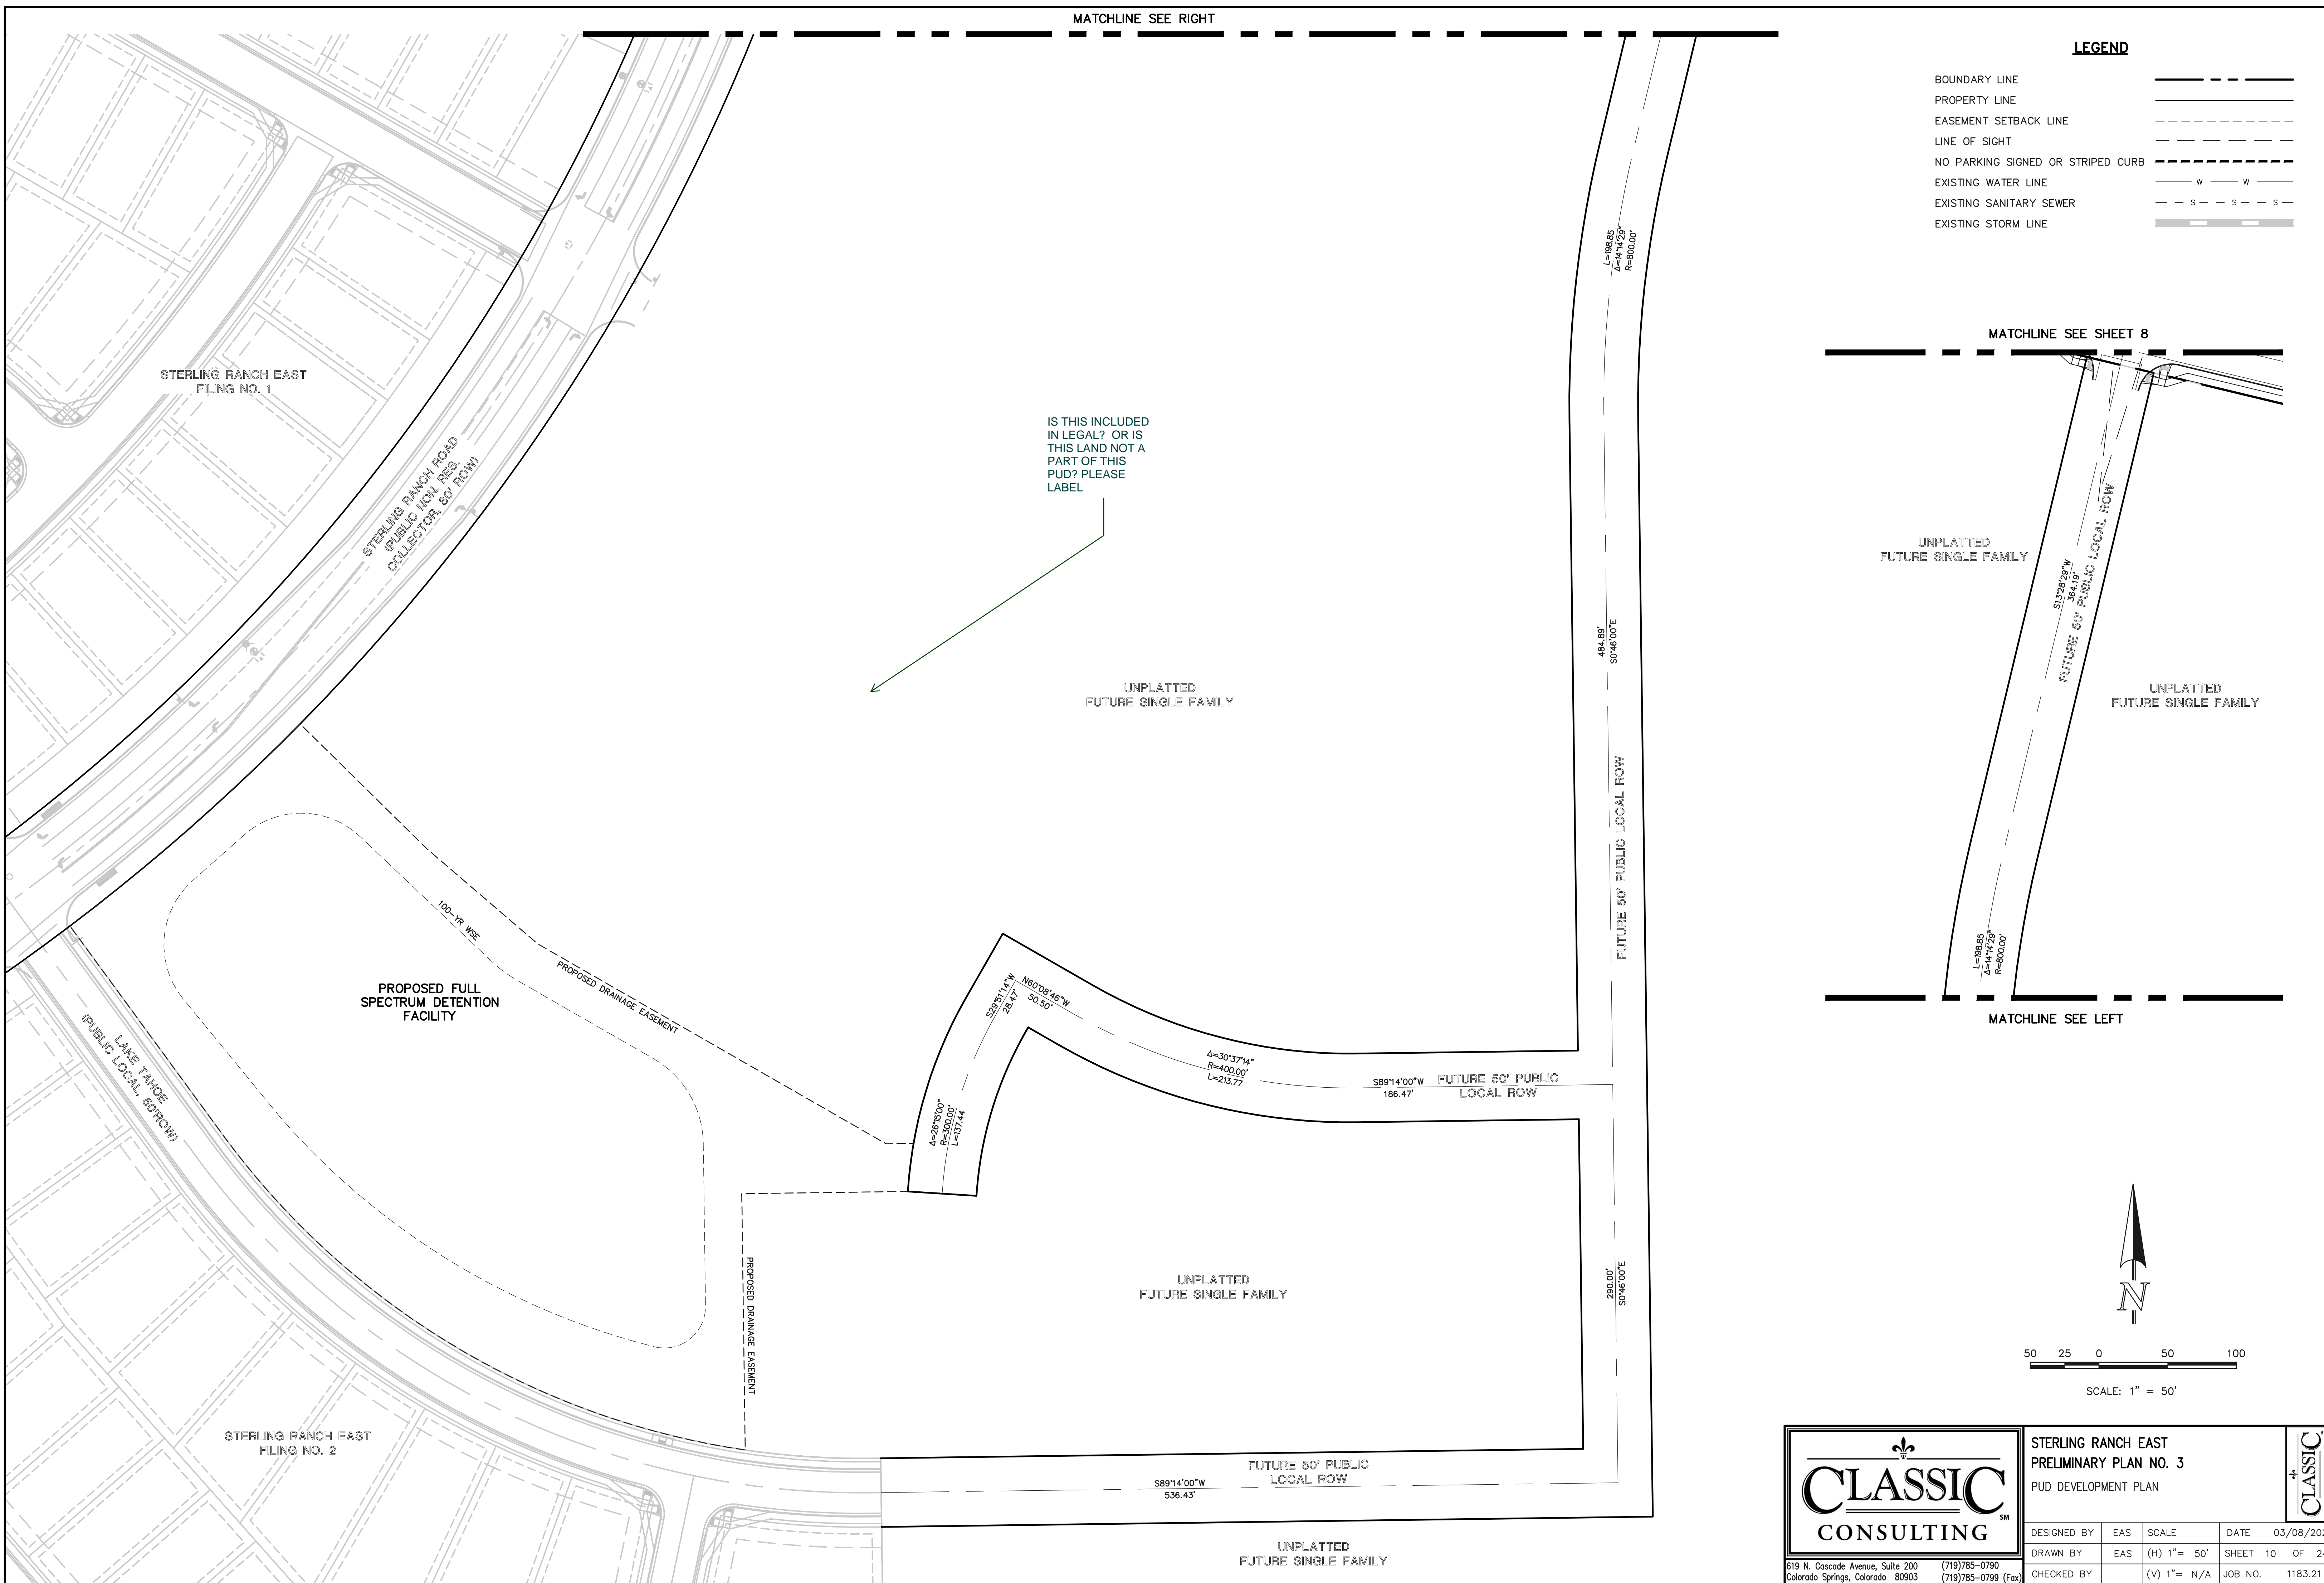 MATCHLINE SEE RIGHT
LEGEND
BOUNDARY LINE
PROPERTY LINE
EASEMENT SETBACK LINE
LINE OF SIGHT
NO PARKING SIGNED OR STRIPED CURB
EXISTING WATER LINE
W W
EXISTING SANITARY SEWER
S S S
EXISTING STORM LINE
L=198.85
Δ=14°14'29"
R=800.00'
MATCHLINE SEE SHEET 8
STERLING RANCH EAST
FILING NO. 1
STERLING RANCH ROAD
(PUBLIC NON. RES.
COLLECTOR, 80' ROW)
IS THIS INCLUDED
IN LEGAL? OR IS
THIS LAND NOT A
PART OF THIS
PUD? PLEASE
LABEL
UNPLATTED
FUTURE SINGLE FAMILY
S13°28'29"W
364.19'
FUTURE 50' PUBLIC LOCAL ROW
UNPLATTED
FUTURE SINGLE FAMILY
484.89'
S0°46'00"E
UNPLATTED
FUTURE SINGLE FAMILY
FUTURE 50' PUBLIC LOCAL ROW
L=198.85
Δ=14°14'29"
R=800.00'
MATCHLINE SEE LEFT
100-YR WSE
PROPOSED DRAINAGE EASEMENT
PROPOSED FULL
SPECTRUM DETENTION
FACILITY
LAKE TAHOE
(PUBLIC LOCAL, 50'ROW)
S29°51'14"W
28.47'
N60°08'46"W
50.50'
Δ=30°37'14"
R=400.00'
L=213.77
S89°14'00"W
186.47'
FUTURE 50' PUBLIC
LOCAL ROW
Δ=26°15'00"
R=300.00'
L=137.44
PROPOSED DRAINAGE EASEMENT
UNPLATTED
FUTURE SINGLE FAMILY
290.00'
S0°46'00"E
N
50 25 0 50 100
SCALE: 1" = 50'
STERLING RANCH EAST
FILING NO. 2
S89°14'00"W
536.43'
FUTURE 50' PUBLIC
LOCAL ROW
UNPLATTED
FUTURE SINGLE FAMILY
CLASSIC
SM
CONSULTING
619 N. Cascade Avenue, Suite 200 (719)785-0790
Colorado Springs, Colorado 80903 (719)785-0799 (Fax)
STERLING RANCH EAST
PRELIMINARY PLAN NO. 3
PUD DEVELOPMENT PLAN
CLASSIC
DESIGNED BY EAS SCALE DATE
DRAWN BY EAS (H) 1"= 50' SHEET 10 OF
CHECKED BY (V) 1"= N/A JOB NO. 1183.21